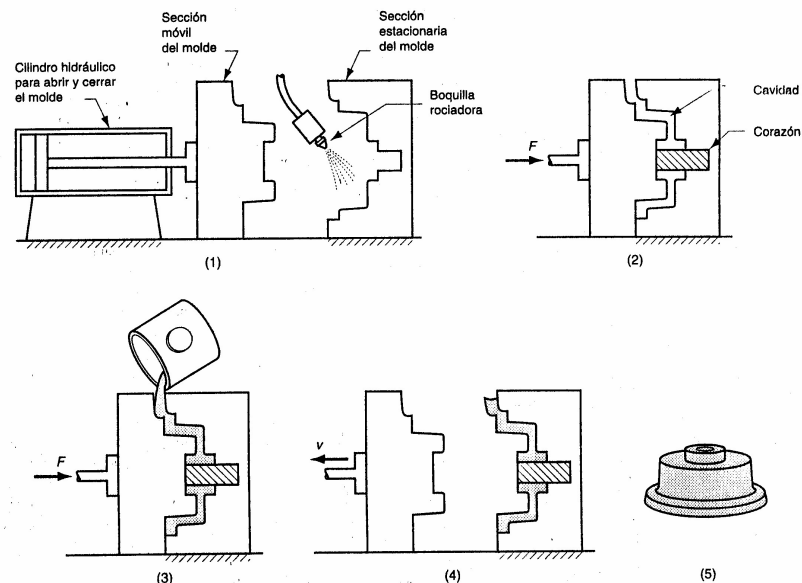 Sección
móvil
del molde
Sección
estacionaria
del molde
Cilindro hidráulico
para abrir y cerrar
el molde
Boquilla
rociadora
(1)
Cavidad
Corazón
F
(2)
F
(3)
v
(4)
(5)